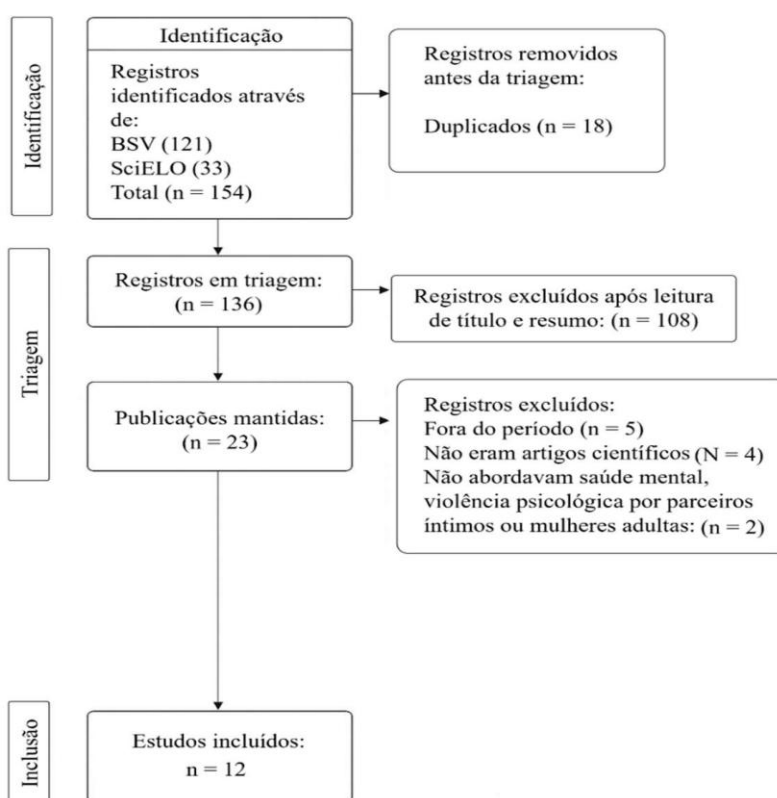 Identificação
Identificação
Registros
identificados através
de:
BSV (121)
SciELO (33)
Total (n = 154)
Registros removidos
antes da triagem:
Duplicados (n = 18)
Triagem
Registros em triagem:
(n = 136)
Registros excluídos após leitura
de título e resumo: (n = 108)
Publicações mantidas:
(n = 23)
Registros excluídos:
Fora do período (n = 5)
Não eram artigos científicos (N = 4)
Não abordavam saúde mental,
violência psicológica por parceiros
íntimos ou mulheres adultas: (n = 2)
Inclusão
Estudos incluídos:
n = 12